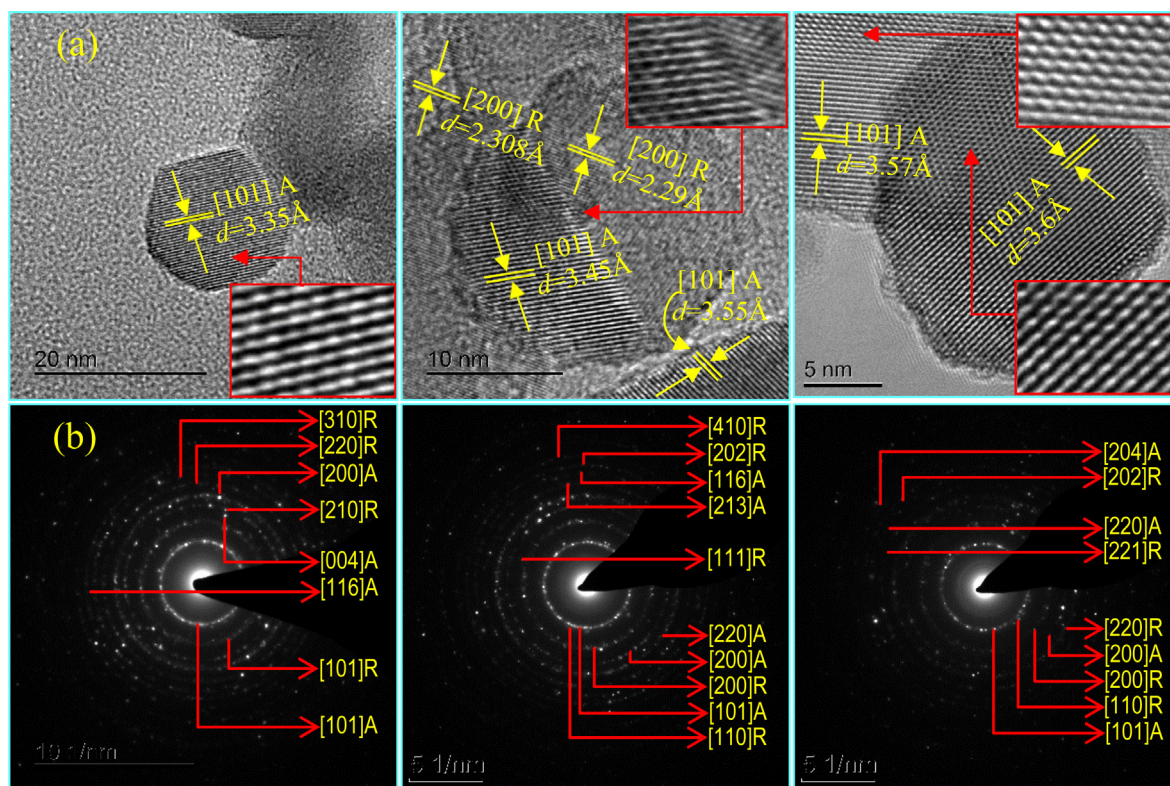 (a)
[101] A
d=3.35Å
20 nm
[200] R
d=2.308Å
[200] R
d=2.29Å
[101] A
d=3.45Å
[101] A
d=3.55Å
10 nm
[101] A
d=3.57Å
[101] A
d=3.6Å
5 nm
(b)
[310]R
[220]R
[200]A
[210]R
[004]A
[116]A
[101]R
[101]A
10 1/nm
[410]R
[202]R
[116]A
[213]A
[111]R
[220]A
[200]A
[200]R
[101]A
[110]R
5 1/nm
[204]A
[202]R
[220]A
[221]R
[220]R
[200]A
[200]R
[110]R
[101]A
5 1/nm